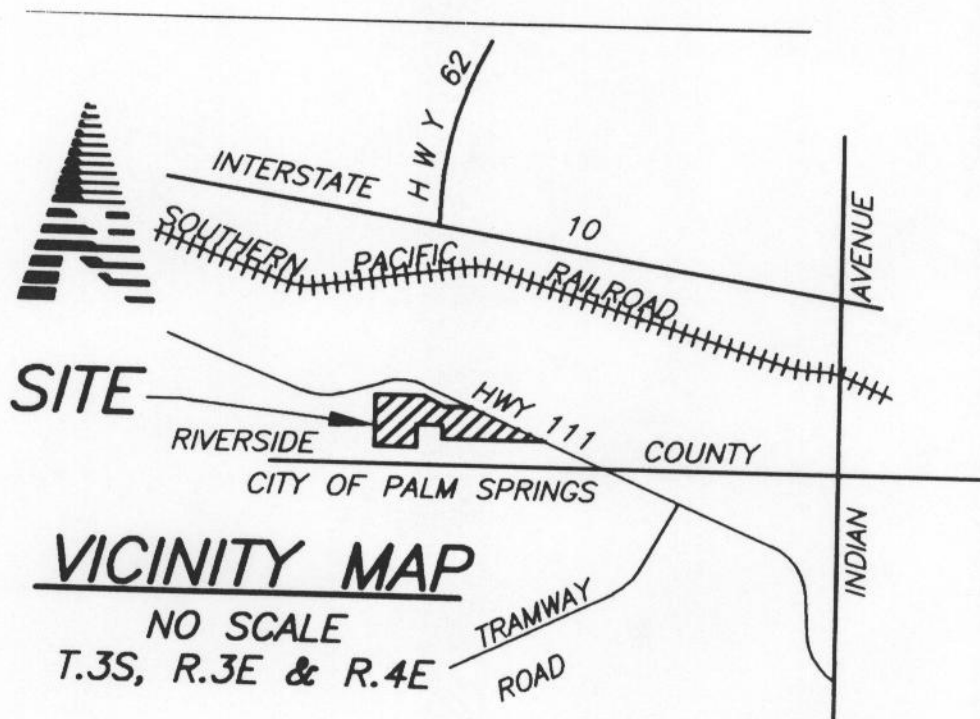 HWY 62
INTERSTATE 10
SOUTHERN PACIFIC RAILROAD
AVENUE
SITE
HWY 111
RIVERSIDE COUNTY
CITY OF PALM SPRINGS
INDIAN
VICINITY MAP
NO SCALE
T.3S, R.3E & R.4E
TRAMWAY
ROAD